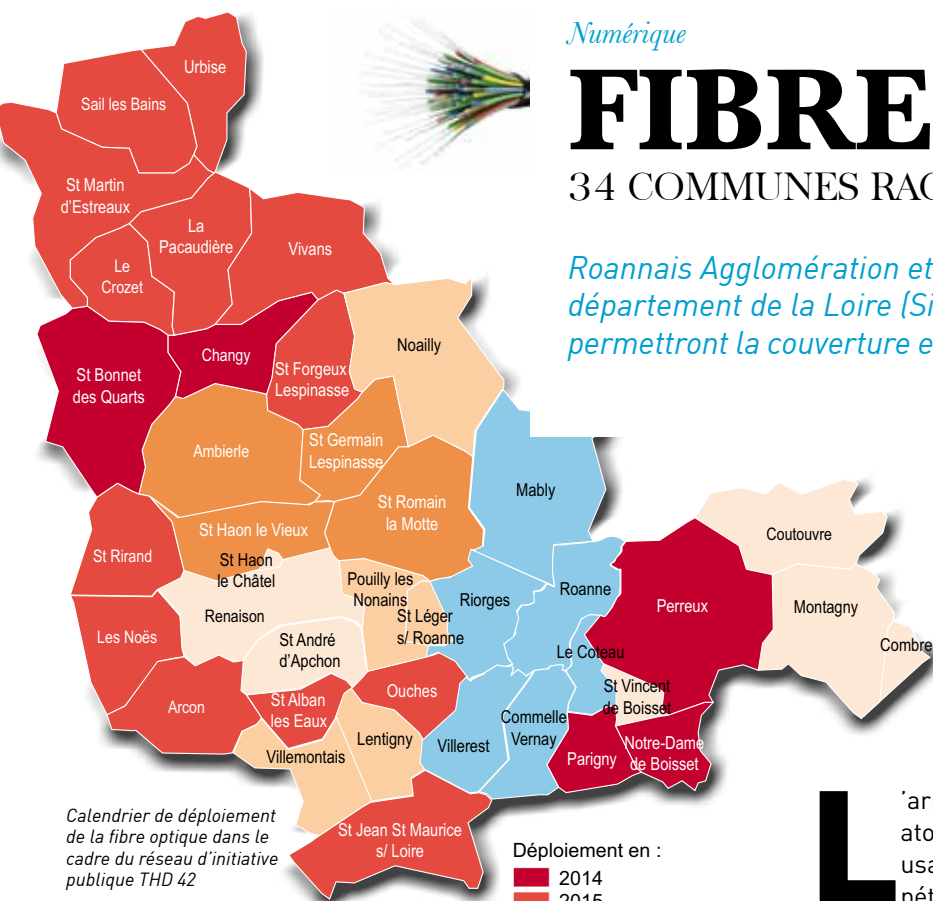 Numérique
FIBRE
34 COMMUNES
Roannais Agglomération et
département de la Loire
permettront la couverture
Urbise
Sail les Bains
St Martin
d'Estreaux
La
Pacaudière
Vivans
Le
Crozet
Noailly
Changy
St Forgeux
Lespinasse
St Bonnet
des Quarts
Ambierle
St Germain
Lespinasse
Mably
St Romain
la Motte
St Haon le Vieux
Coutouvre
St Rirand
St Haon
le Châtel
Pouilly les
Nonains
Riorges
Roanne
Perreux
Montagny
Renaison
St Léger
s/ Roanne
Les Noës
St André
d'Apchon
Le Coteau
Combre
St Vincent
de Boisset
Arcon
St Alban
les Eaux
Ouches
Commelle
Vernay
Lentigny
Villerest
Villemontais
Parigny
Notre-Dame
de Boisset
St Jean St Maurice
s/ Loire
Calendrier de déploiement
de la fibre optique dans le
cadre du réseau d'initiative
publique THD 42
Déploiement en :
2014
2015
L